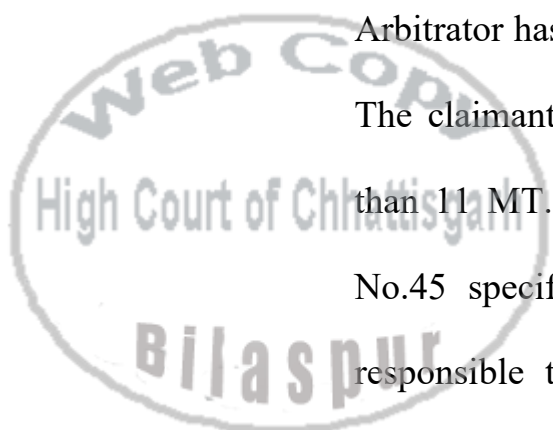 Arbitrator has
The claimant
than 11 MT.
No.45 specif
responsible t
Web Copy
High Court of Chhattisgarh
Bilaspur